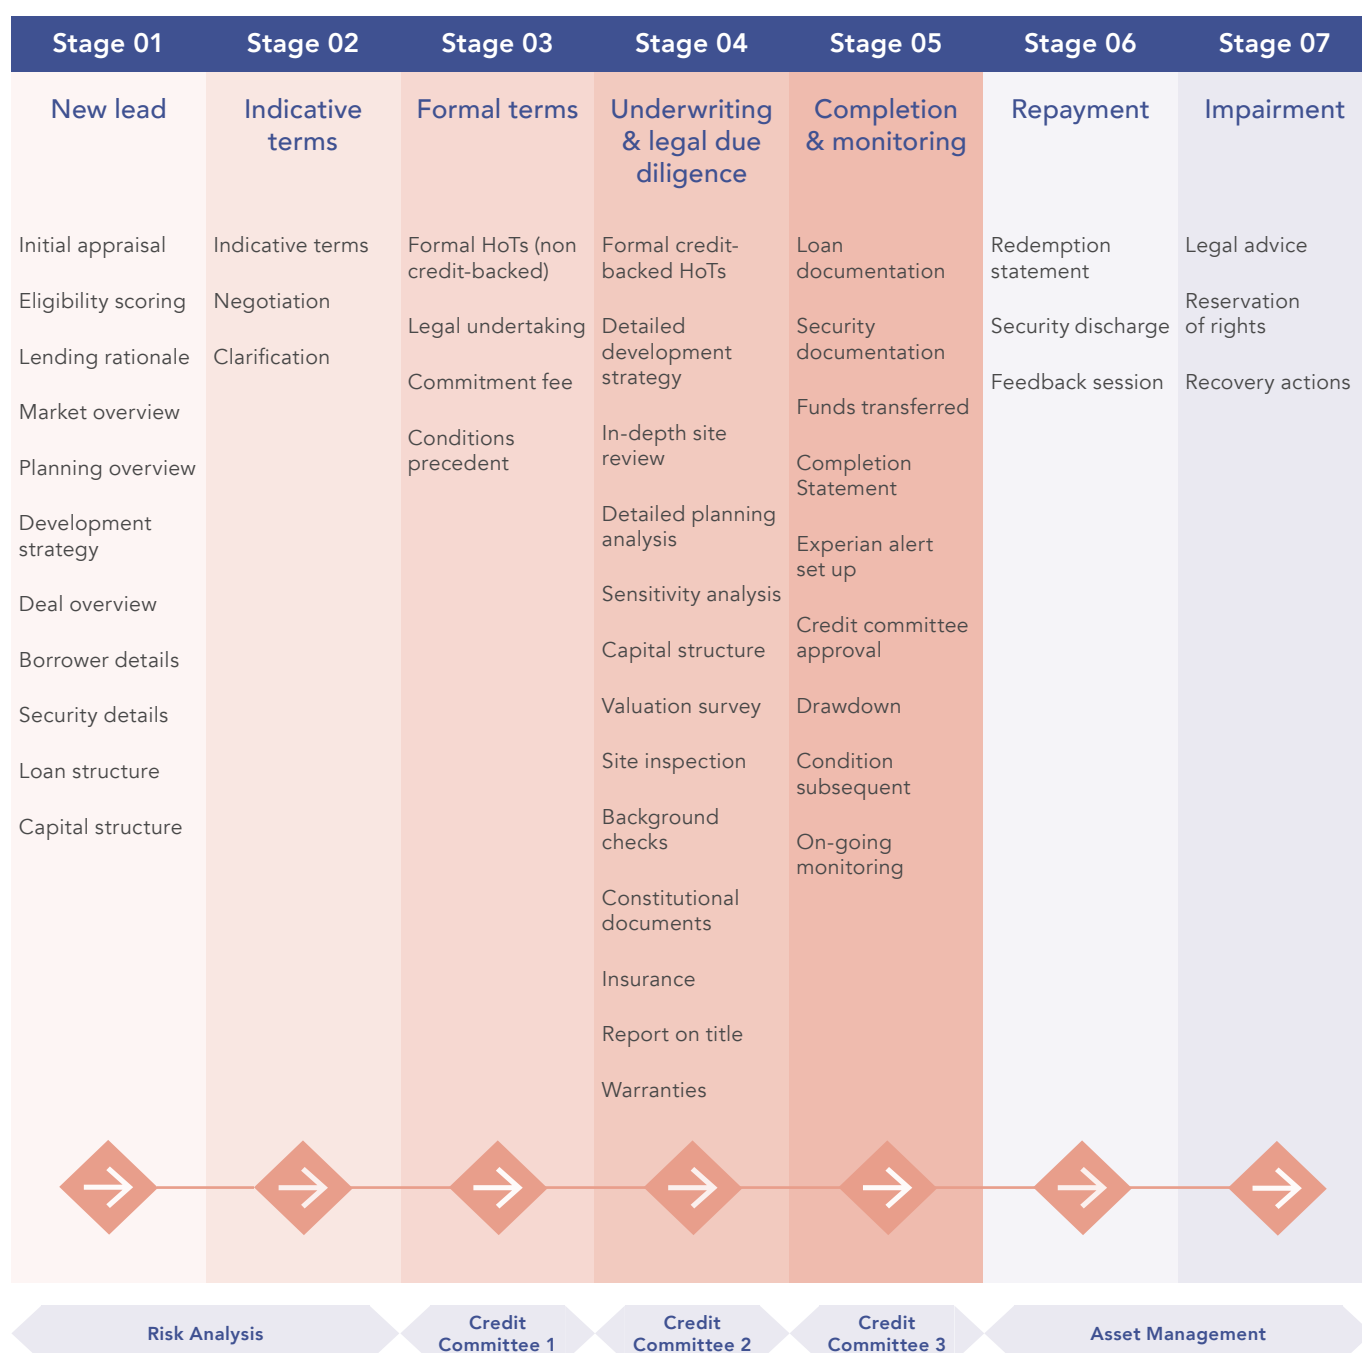 Stage 01
Stage 02
Stage 03
Stage 04
Stage 05
Stage 06
Stage 07
New lead
Initial appraisal
Eligibility scoring
Lending rationale
Market overview
Planning overview
Development
strategy
Deal overview
Borrower details
Security details
Loan structure
Capital structure
Indicative
terms
Indicative terms
Negotiation
Clarification
Formal terms
Formal HoTs (non
credit-backed)
Legal undertaking
Commitment fee
Conditions
precedent
Underwriting
& legal due
diligence
Formal credit-
backed HoTs
Detailed
development
strategy
In-depth site
review
Detailed planning
analysis
Sensitivity analysis
Capital structure
Valuation survey
Site inspection
Background
checks
Constitutional
documents
Insurance
Report on title
Warranties
Completion
& monitoring
Loan
documentation
Security
documentation
Funds transferred
Completion
Statement
Experian alert
set up
Credit committee
approval
Drawdown
Condition
subsequent
On-going
monitoring
Repayment
Redemption
statement
Security discharge
Feedback session
Impairment
Legal advice
Reservation
of rights
Recovery actions
Risk Analysis
Credit
Committee 1
Credit
Committee 2
Credit
Committee 3
Asset Management